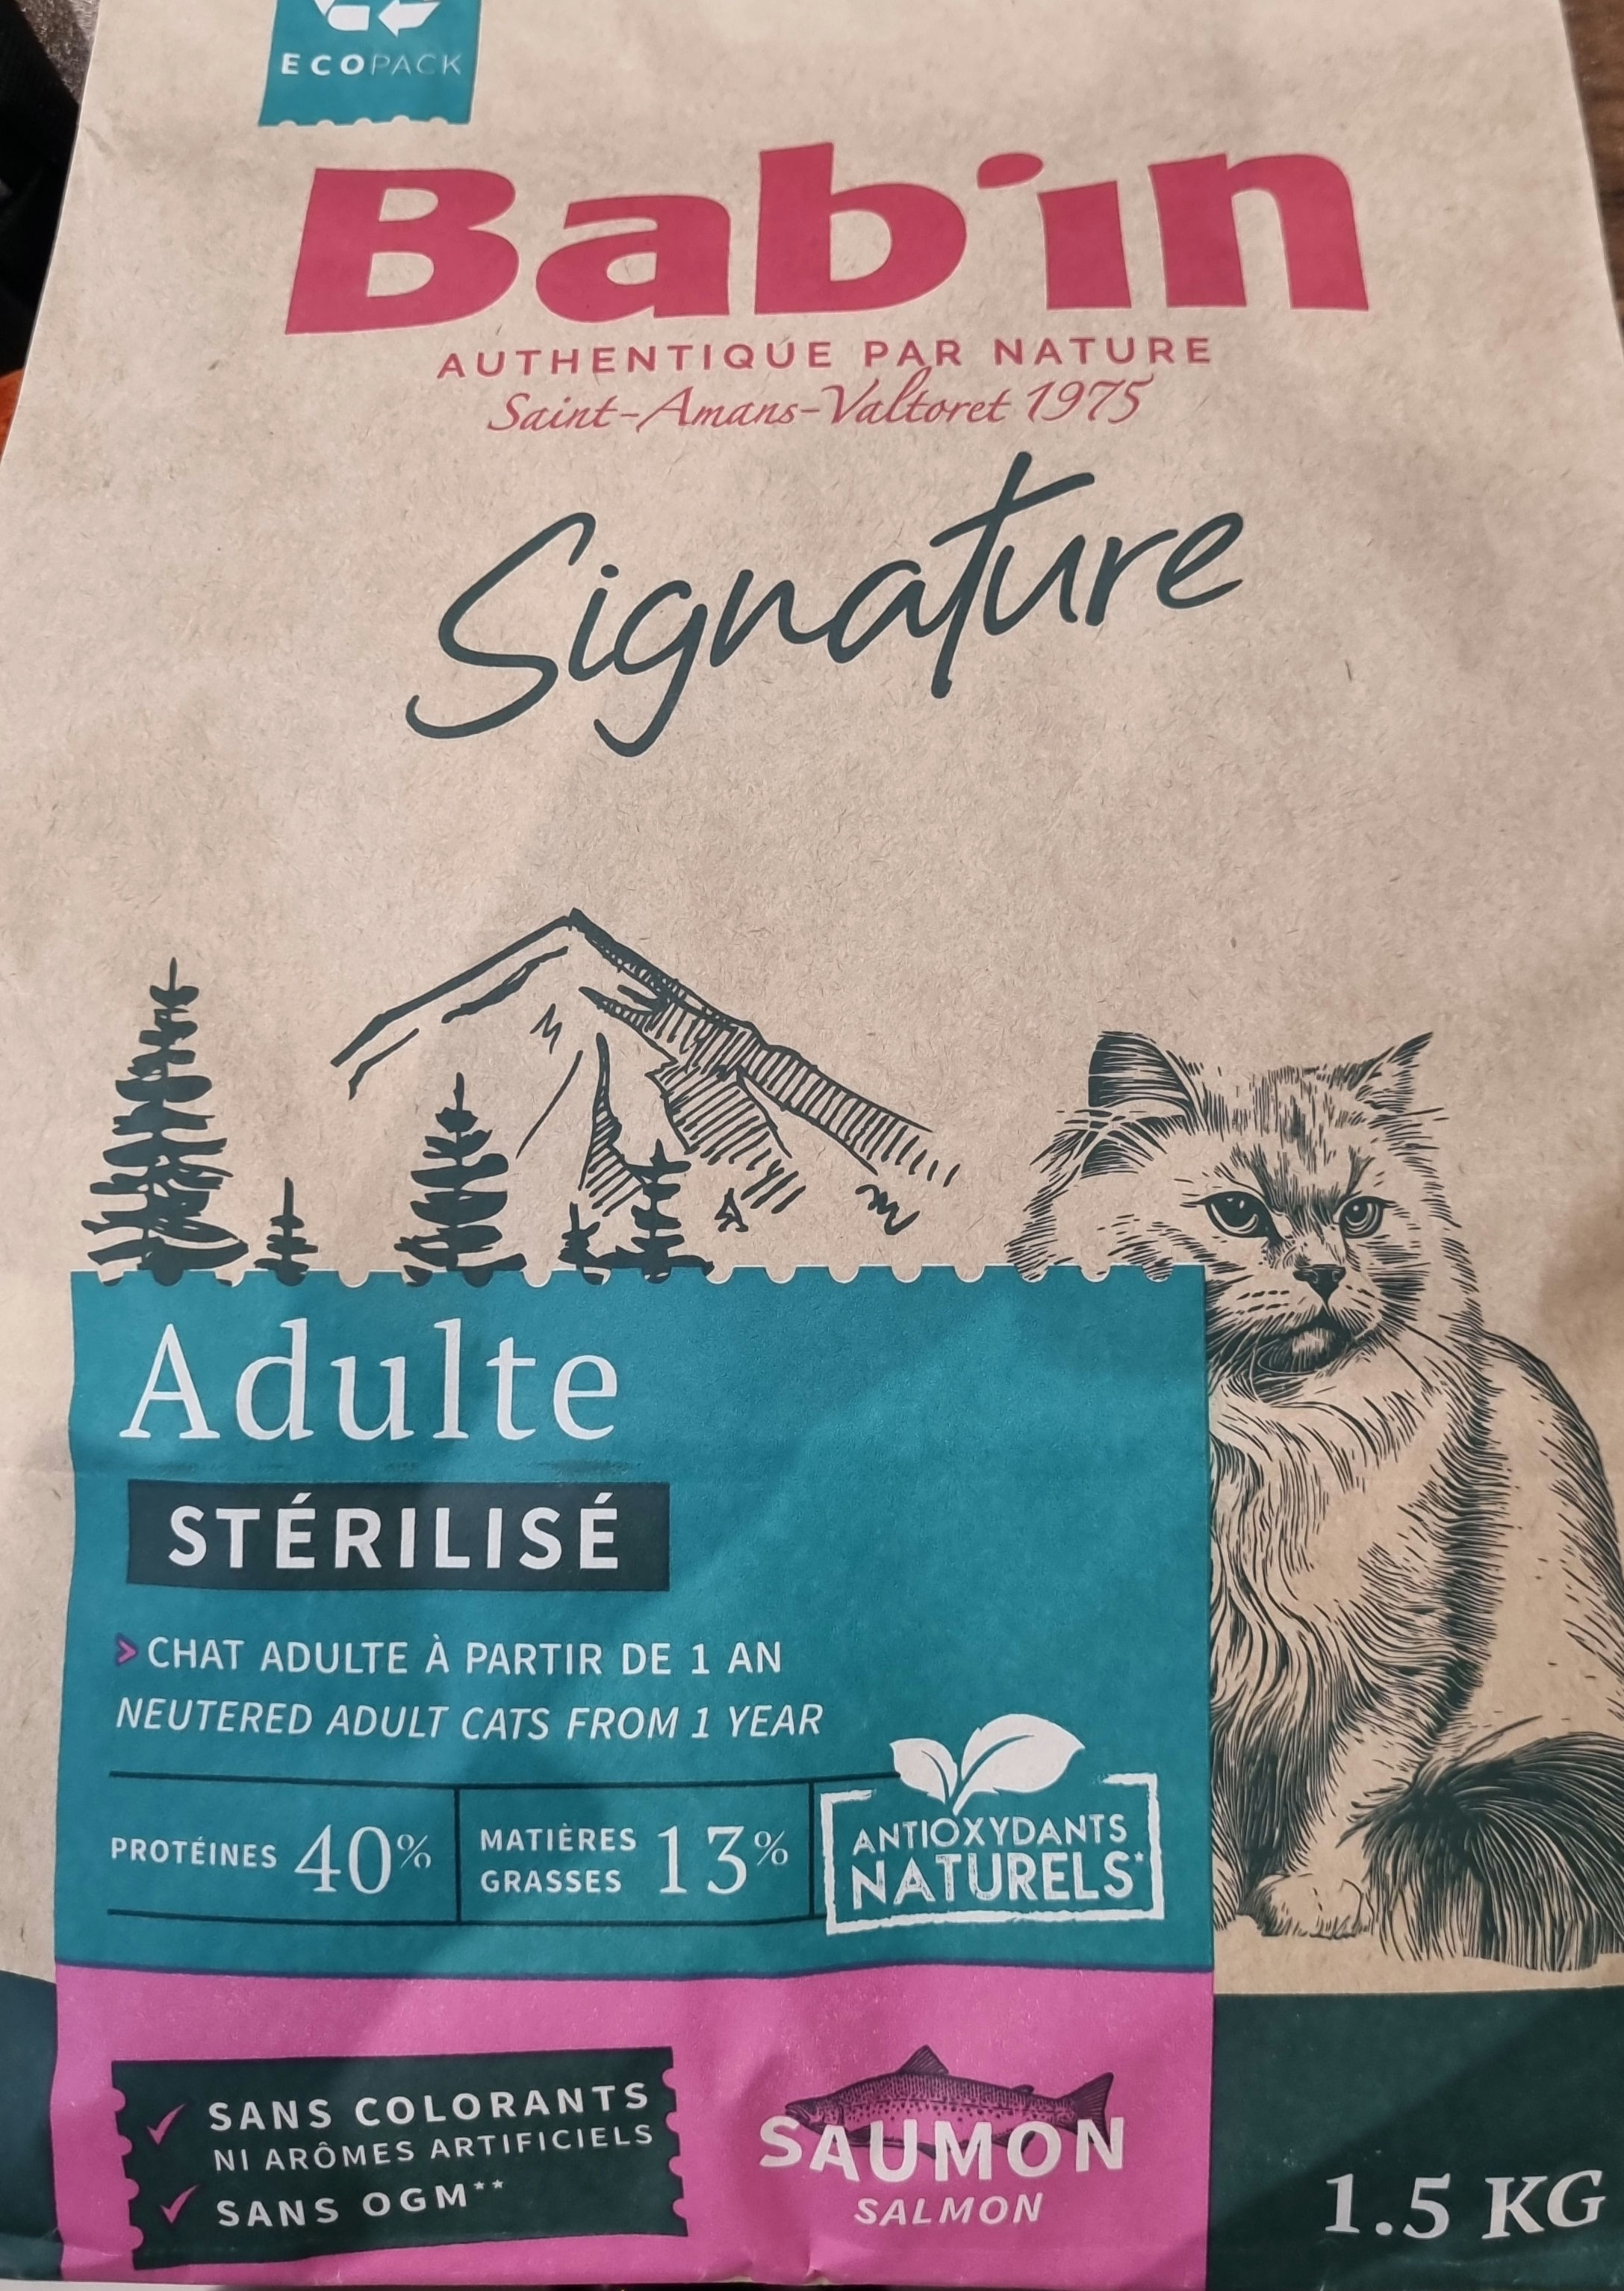 ECOPACK
Bab'in
AUTHENTIQUE PAR NATURE
Saint-Amans-Valtoret 1975
Signature
Adulte
STÉRILISÉ
> CHAT ADULTE À PARTIR DE 1 AN
NEUTERED ADULT CATS FROM 1 YEAR
PROTÉINES 40%
MATIÈRES
GRASSES 13%
ANTIOXYDANTS
NATURELS*
SANS COLORANTS
NI ARÔMES ARTIFICIELS
SANS OGM**
SAUMON
SALMON
1.5 KG